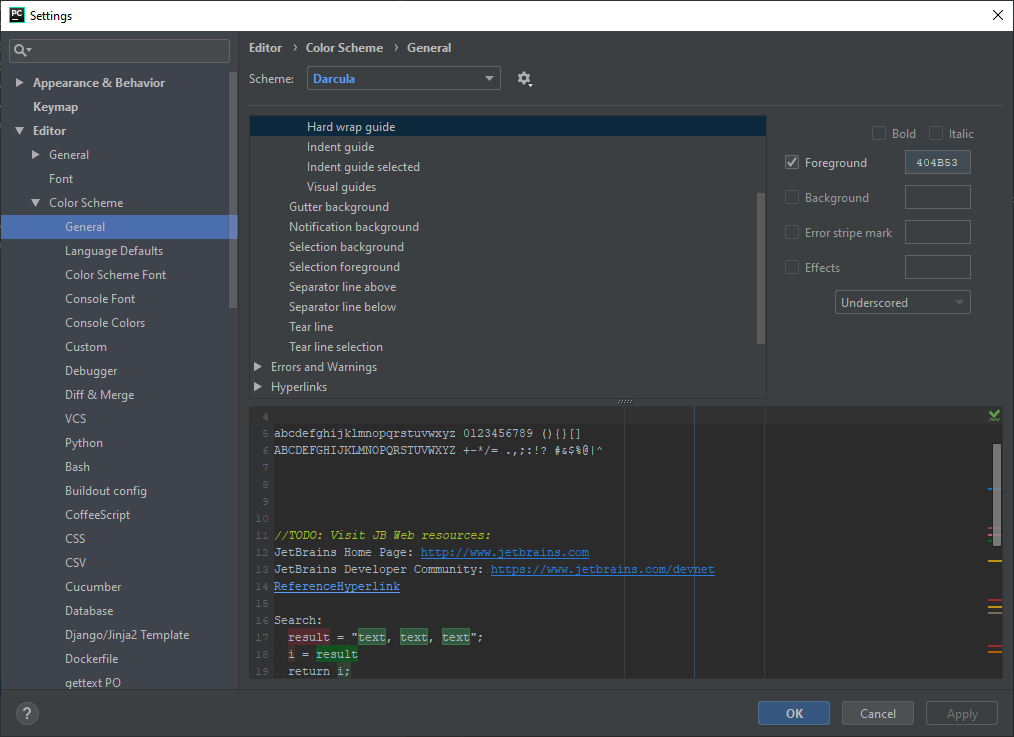 PC Settings
Editor › Color Scheme › General
Scheme: Darcula
Appearance & Behavior
Keymap
Editor
General
Font
Color Scheme
General
Language Defaults
Color Scheme Font
Console Font
Console Colors
Custom
Debugger
Diff & Merge
VCS
Python
Bash
Buildout config
CoffeeScript
CSS
CSV
Cucumber
Database
Django/Jinja2 Template
Dockerfile
gettext PO
Hard wrap guide
Indent guide
Indent guide selected
Visual guides
Gutter background
Notification background
Selection background
Selection foreground
Separator line above
Separator line below
Tear line
Tear line selection
Errors and Warnings
Hyperlinks
Bold Italic
Foreground 404B53
Background
Error stripe mark
Effects
Underscored
4
5 abcdefghijklmnopqrstuvwxyz 0123456789 (){}[]
6 ABCDEFGHIJKLMNOPQRSTUVWXYZ +-*/= .,;:!? #&$%@|^
7
8
9
10
11 //TODO: Visit JB Web resources:
12 JetBrains Home Page: http://www.jetbrains.com
13 JetBrains Developer Community: https://www.jetbrains.com/devnet
14 ReferenceHyperlink
15
16 Search:
17 result = "text, text, text";
18 i = result
19 return i;
?
OK Cancel Apply